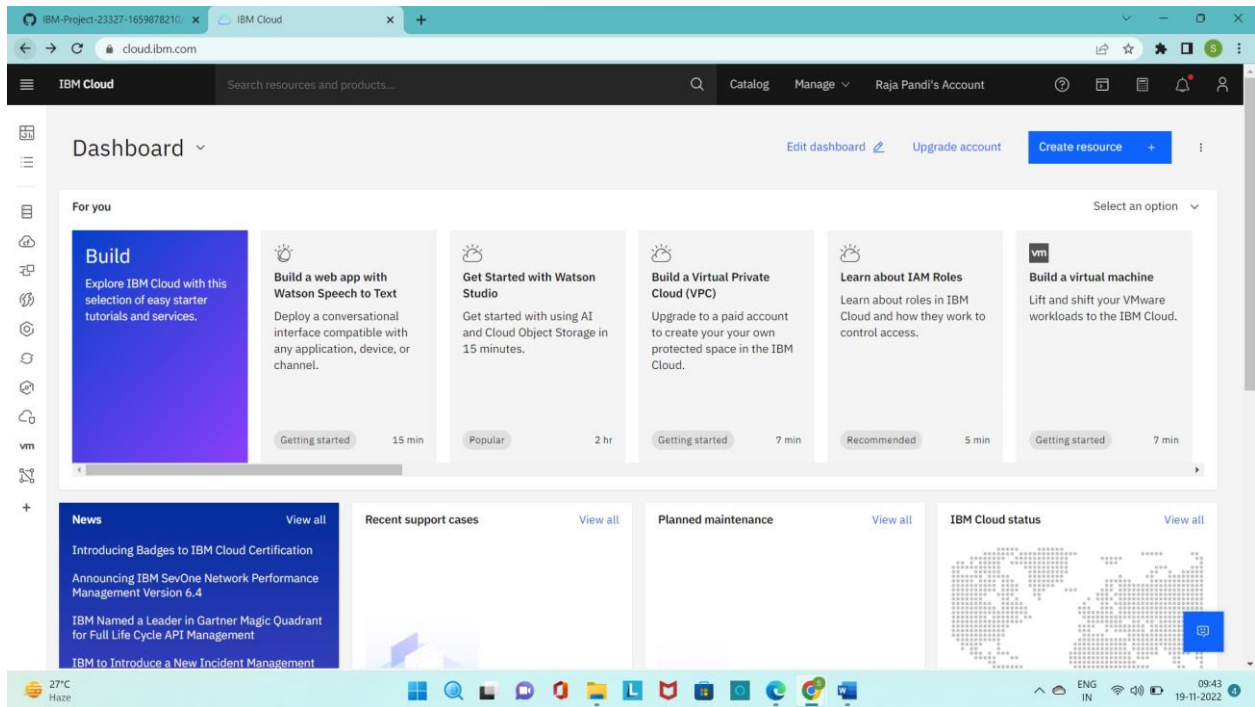 IBM-Project-23327-1659878210/
IBM Cloud
cloud.ibm.com
S
IBM Cloud
Search resources and products...
Catalog
Manage
Raja Pandi's Account
Dashboard
Edit dashboard
Upgrade account
Create resource +
For you
Select an option
Build
Explore IBM Cloud with this
selection of easy starter
tutorials and services.
Build a web app with
Watson Speech to Text
Deploy a conversational
interface compatible with
any application, device, or
channel.
Getting started 15 min
Get Started with Watson
Studio
Get started with using AI
and Cloud Object Storage in
15 minutes.
Popular 2 hr
Build a Virtual Private
Cloud (VPC)
Upgrade to a paid account
to create your your own
protected space in the IBM
Cloud.
Getting started 7 min
Learn about IAM Roles
Learn about roles in IBM
Cloud and how they work to
control access.
Recommended 5 min
vm
Build a virtual machine
Lift and shift your VMware
workloads to the IBM Cloud.
Getting started 7 min
vm
News View all
Introducing Badges to IBM Cloud Certification
Announcing IBM SevOne Network Performance
Management Version 6.4
IBM Named a Leader in Gartner Magic Quadrant
for Full Life Cycle API Management
IBM to Introduce a New Incident Management
Recent support cases View all
Planned maintenance View all
IBM Cloud status View all
27°C
Haze
L
ENG
IN
09:43
19-11-2022
4